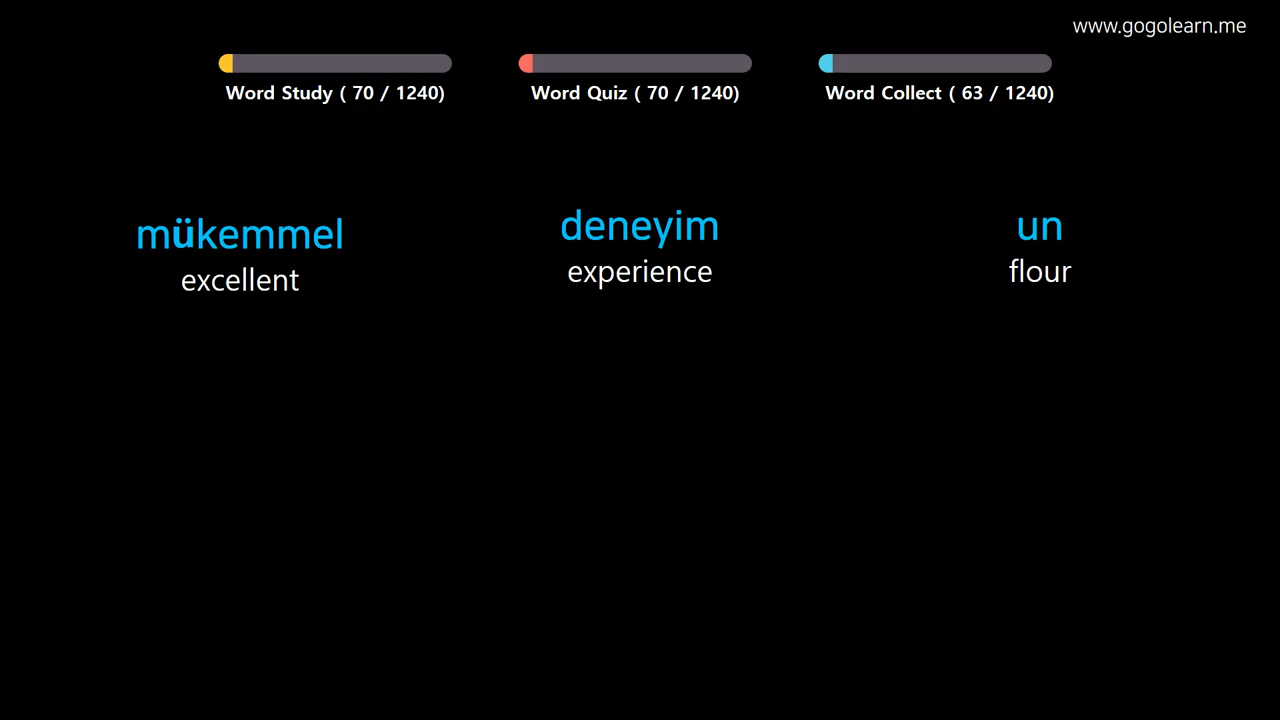 www.gogolearn.me
Word Study ( 70 / 1240)
Word Quiz ( 70 / 1240)
Word Collect ( 63 / 1240)
mükemmel
excellent
deneyim
experience
un
flour